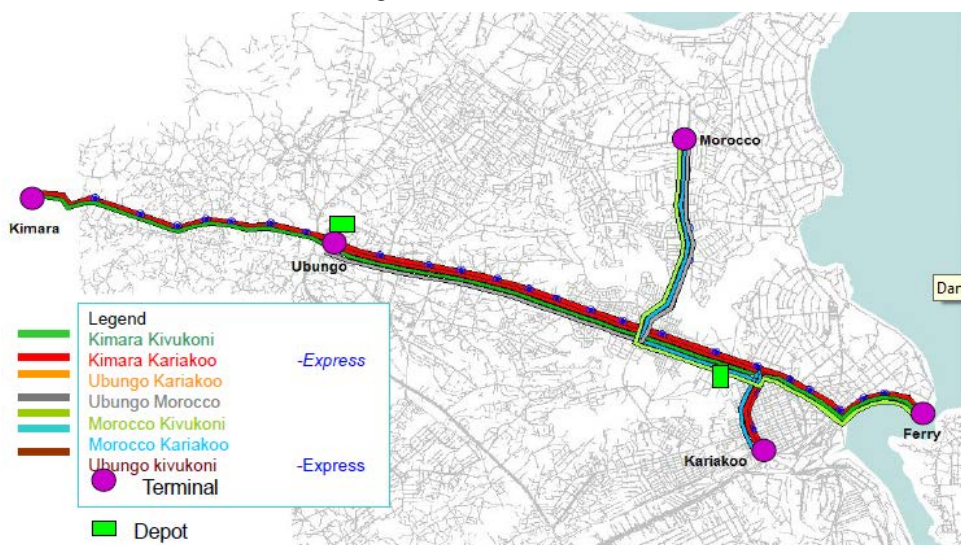 Morocco
Kimara
Ubungo
Dar
Legend
Kimara Kivukoni
Kimara Kariakoo -Express
Ubungo Kariakoo
Ubungo Morocco
Morocco Kivukoni
Morocco Kariakoo
Ubungo kivukoni -Express
Terminal
Depot
Ferry
Kariakoo